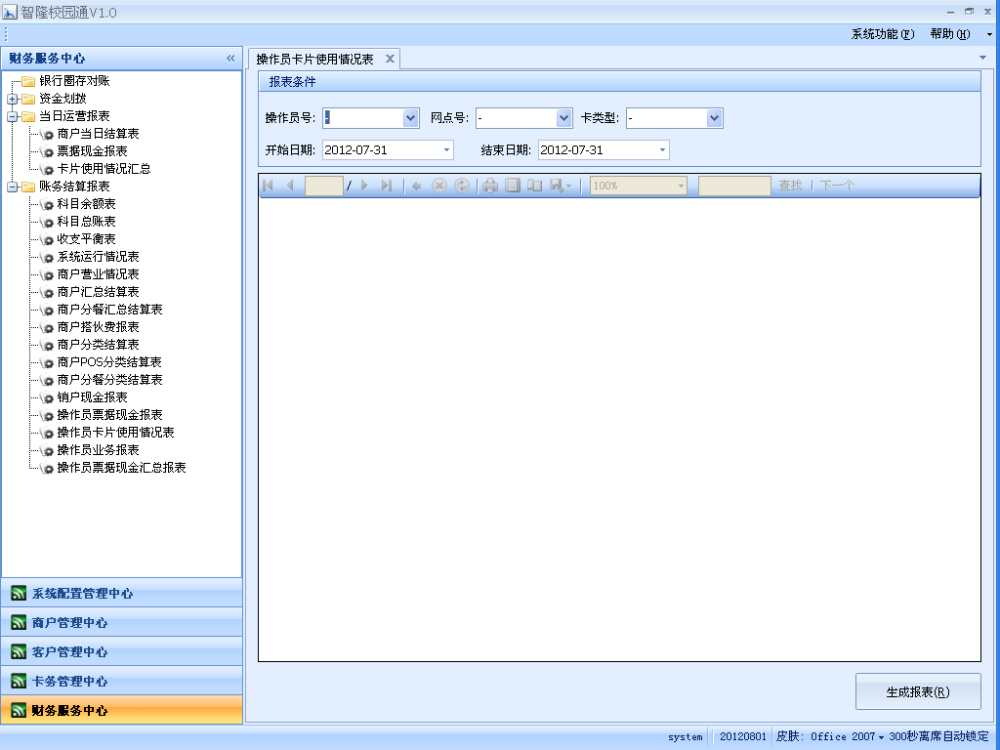 智隆校园通V1.0
系统功能(F) 帮助(H)
财务服务中心
银行圈存对账
资金划拨
当日运营报表
商户当日结算表
票据现金报表
卡片使用情况汇总
账务结算报表
科目余额表
科目总账表
收支平衡表
系统运行情况表
商户营业情况表
商户汇总结算表
商户分餐汇总结算表
商户搭伙费报表
商户分类结算表
商户POS分类结算表
商户分餐分类结算表
销户现金报表
操作员票据现金报表
操作员卡片使用情况表
操作员业务报表
操作员票据现金汇总报表
系统配置管理中心
商户管理中心
客户管理中心
卡务管理中心
财务服务中心
操作员卡片使用情况表
报表条件
操作员号: - 网点号: - 卡类型: -
开始日期: 2012-07-31 结束日期: 2012-07-31
/ 100% 查找 | 下一个
生成报表(R)
system 20120801 皮肤: Office 2007 300秒离席自动锁定